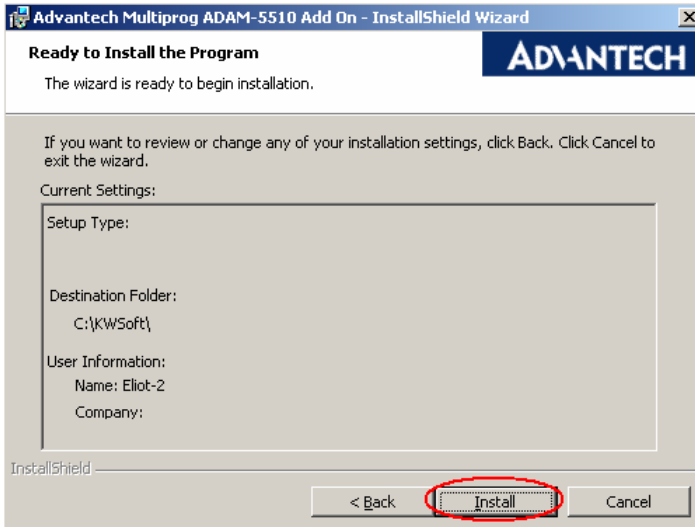 Advantech Multiprog ADAM-5510 Add On - InstallShield Wizard
Ready to Install the Program
The wizard is ready to begin installation.
ADVANTECH
If you want to review or change any of your installation settings, click Back. Click Cancel to
exit the wizard.
Current Settings:
Setup Type:
Destination Folder:
C:\KWSoft\
User Information:
Name: Eliot-2
Company:
InstallShield
< Back
Install
Cancel